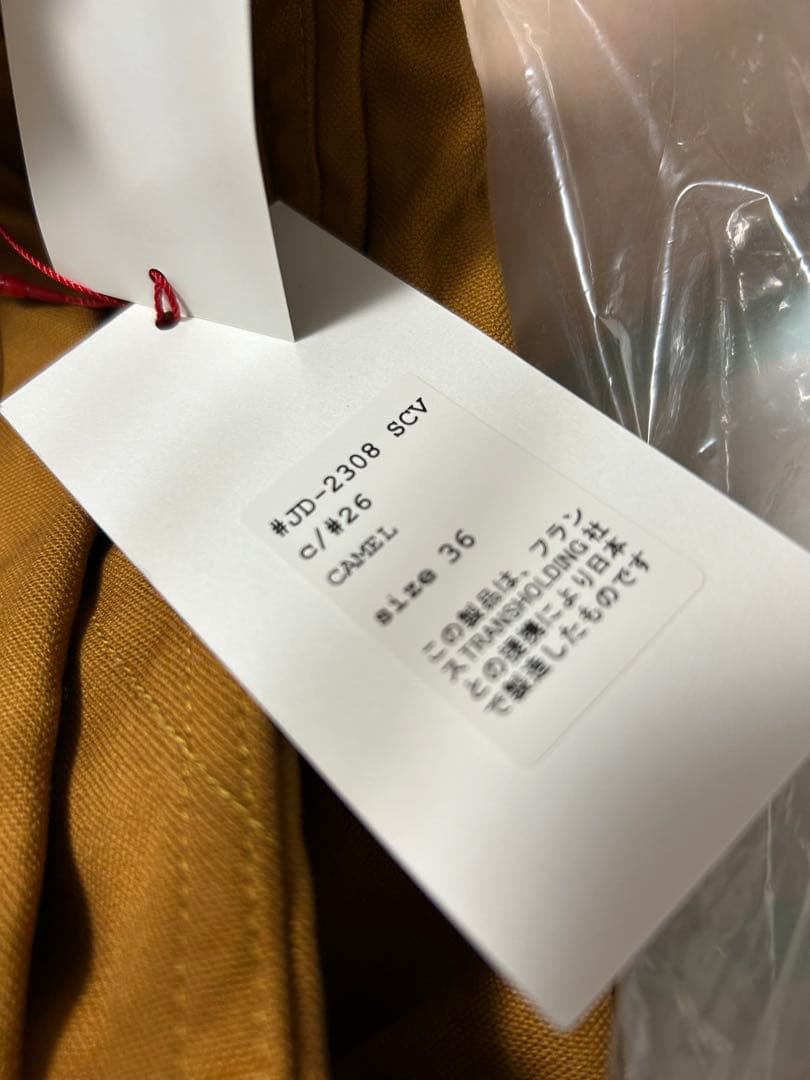 #JD-2308 SCV
c/#26
CAMEL
size 36
この製品は、フラン
スTRANSHOLDING社
との提携により日本
で製造したものです